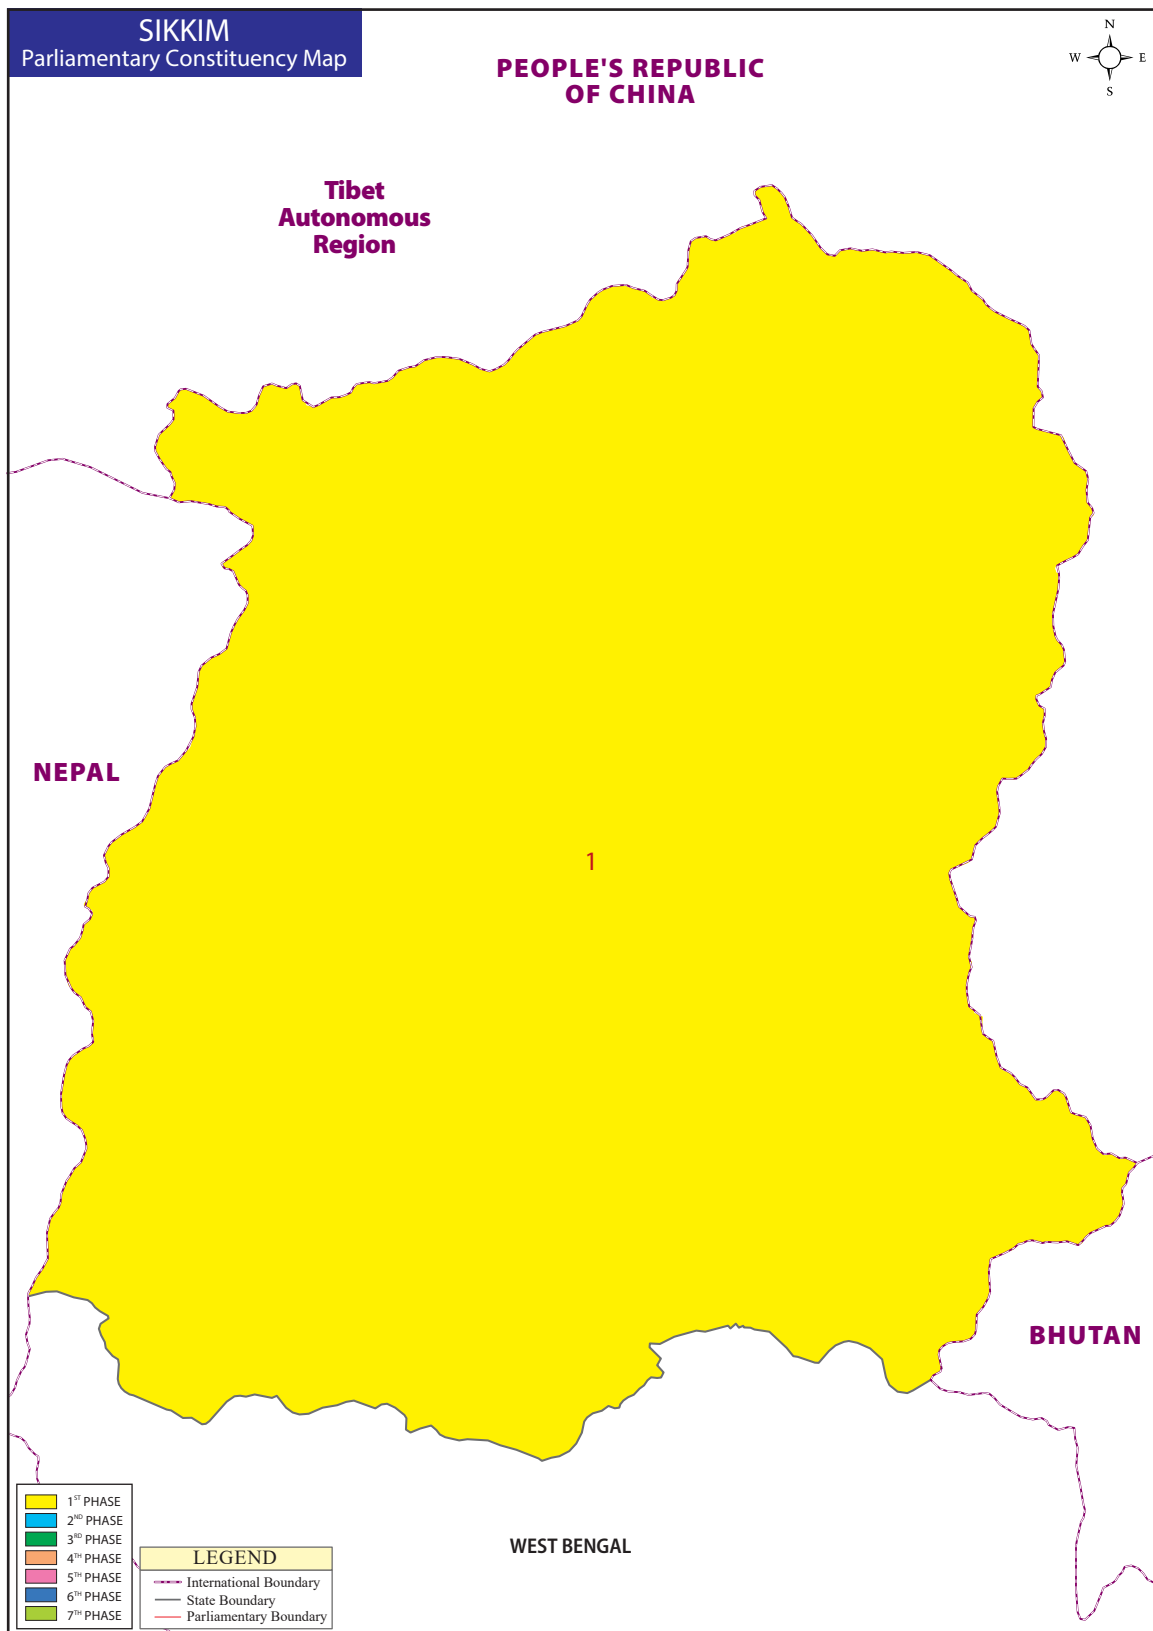 SIKKIM
Parliamentary Constituency Map
N
W E
S
PEOPLE'S REPUBLIC
OF CHINA
Tibet
Autonomous
Region
NEPAL
1
BHUTAN
WEST BENGAL
1ST PHASE
2ND PHASE
3RD PHASE
4TH PHASE
5TH PHASE
6TH PHASE
7TH PHASE
LEGEND
International Boundary
State Boundary
Parliamentary Boundary